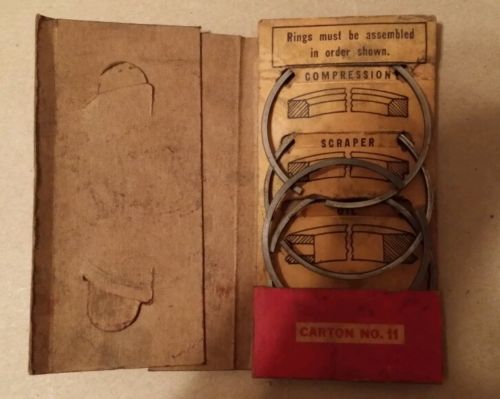 Rings must be assembled
in order shown.
COMPRESSION
SCRAPER
OIL
CARTON NO. 11